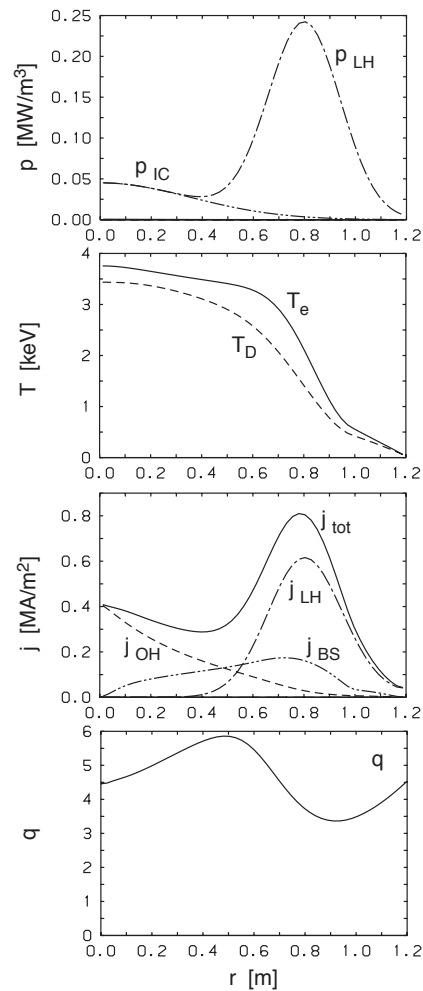 0.25
0.20
0.15
0.10
0.05
0.00
p [MW/m3]
p LH
p IC
0.0 0.2 0.4 0.6 0.8 1.0 1.2
4
3
2
1
0
T [keV]
T e
T D
0.0 0.2 0.4 0.6 0.8 1.0 1.2
0.8
0.6
0.4
0.2
0.0
j [MA/m2]
j tot
j LH
j OH
j BS
0.0 0.2 0.4 0.6 0.8 1.0 1.2
6
5
4
3
2
1
0
q
q
0.0 0.2 0.4 0.6 0.8 1.0 1.2
r [m]